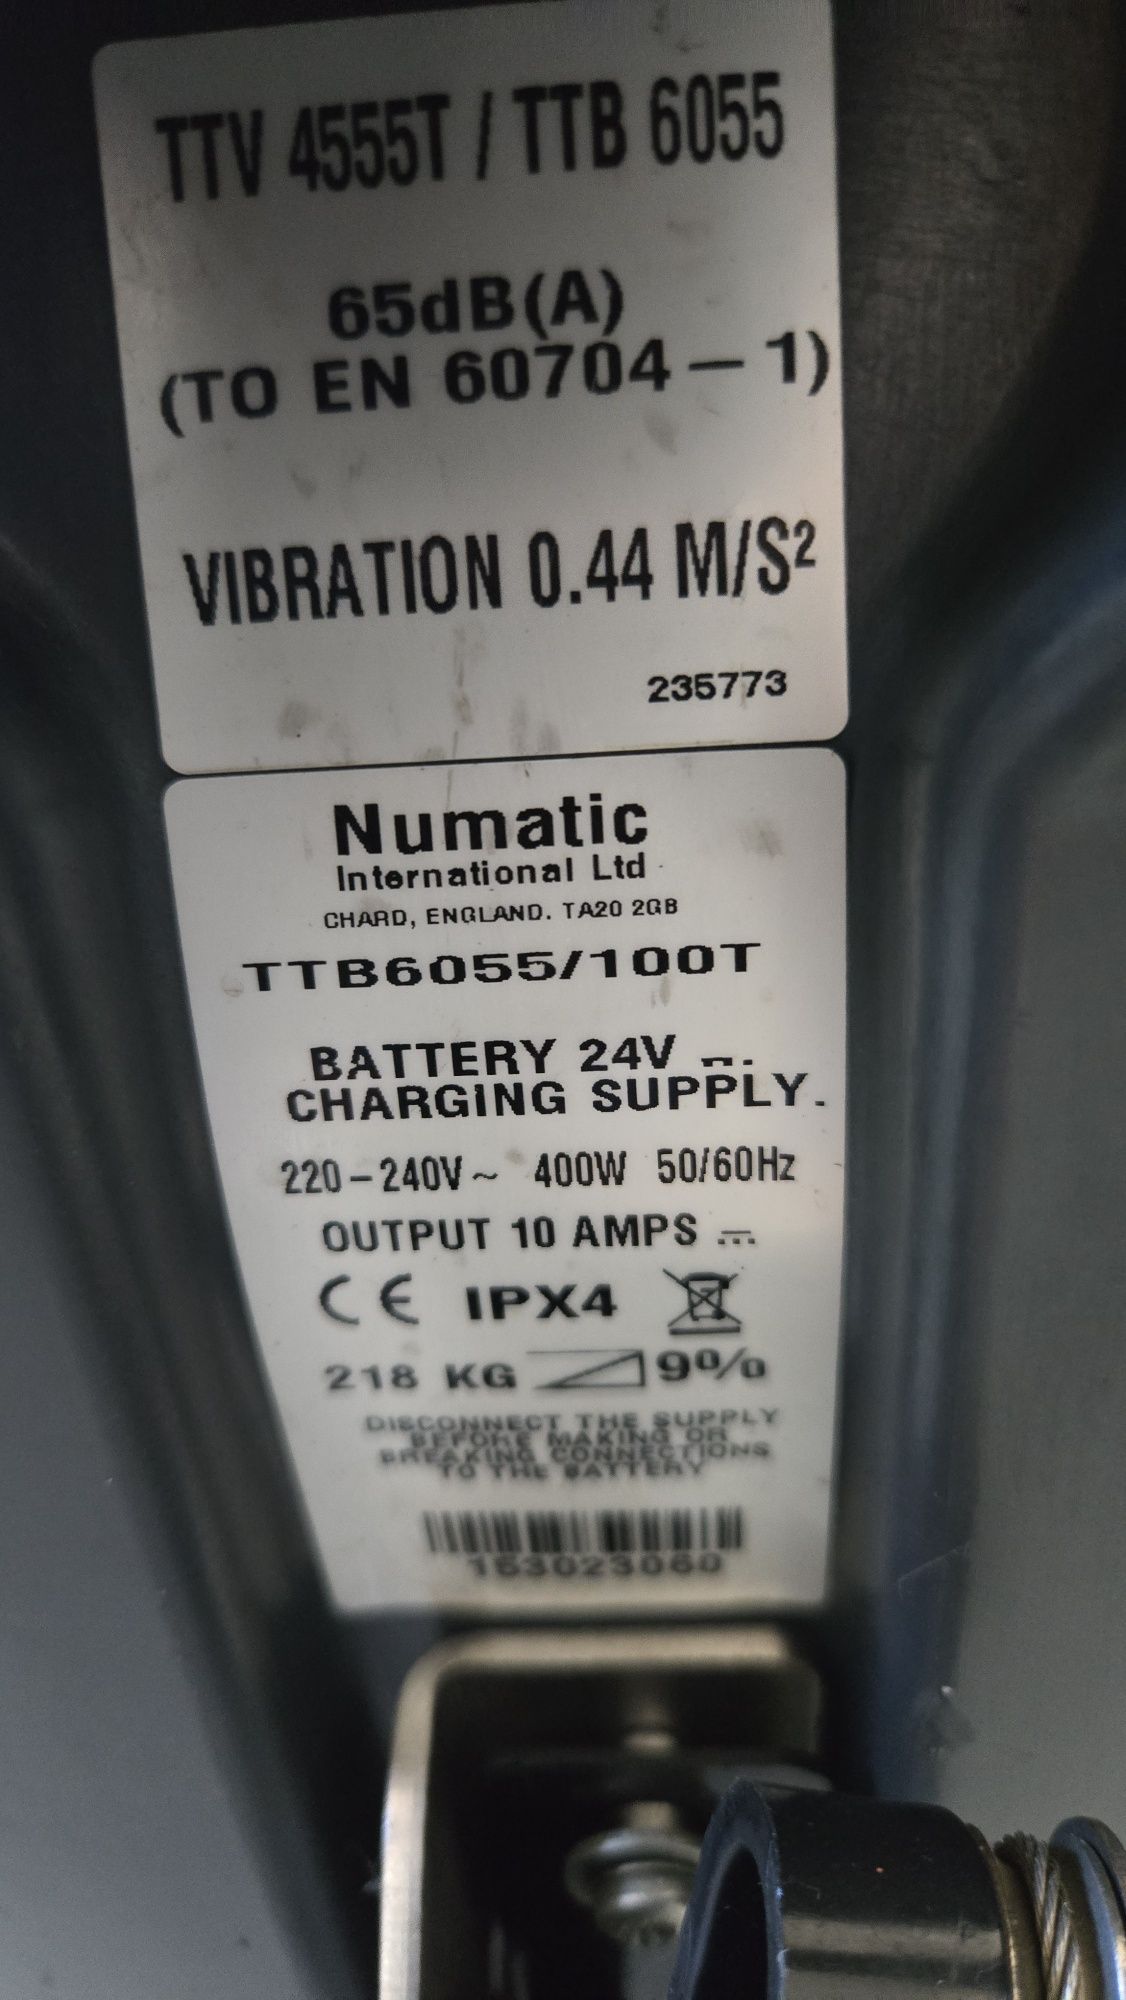 TTV 4555T / TTB 6055
65dB(A)
(TO EN 60704-1)
VIBRATION 0.44 M/S²
235773
Numatic
International Ltd
CHARD, ENGLAND. TA20 2GB
TTB6055/100T
BATTERY 24V ⎓
CHARGING SUPPLY.
220-240V~ 400W 50/60Hz
OUTPUT 10 AMPS ⎓
CE IPX4
218 KG 9%
DISCONNECT THE SUPPLY
BEFORE MAKING OR
BREAKING CONNECTIONS
TO THE BATTERY
153023060